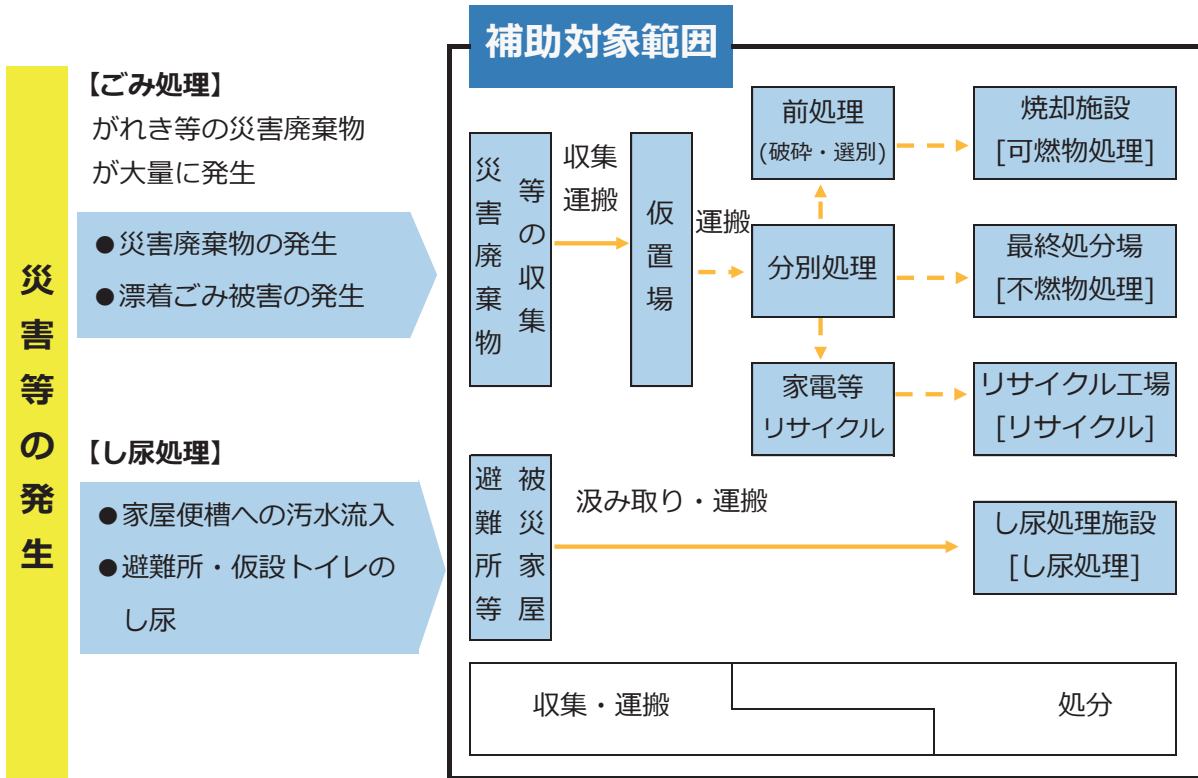 災害等の発生
【ごみ処理】
がれき等の災害廃棄物
が大量に発生
●災害廃棄物の発生
●漂着ごみ被害の発生
【し尿処理】
●家屋便槽への汚水流入
●避難所・仮設トイレの
し尿
補助対象範囲
災害廃棄物
等の収集
収集
運搬
仮置場
運搬
前処理
(破砕・選別)
分別処理
家電等
リサイクル
焼却施設
[可燃物処理]
最終処分場
[不燃物処理]
リサイクル工場
[リサイクル]
被災家屋
避難所等
汲み取り・運搬
し尿処理施設
[し尿処理]
収集・運搬
処分